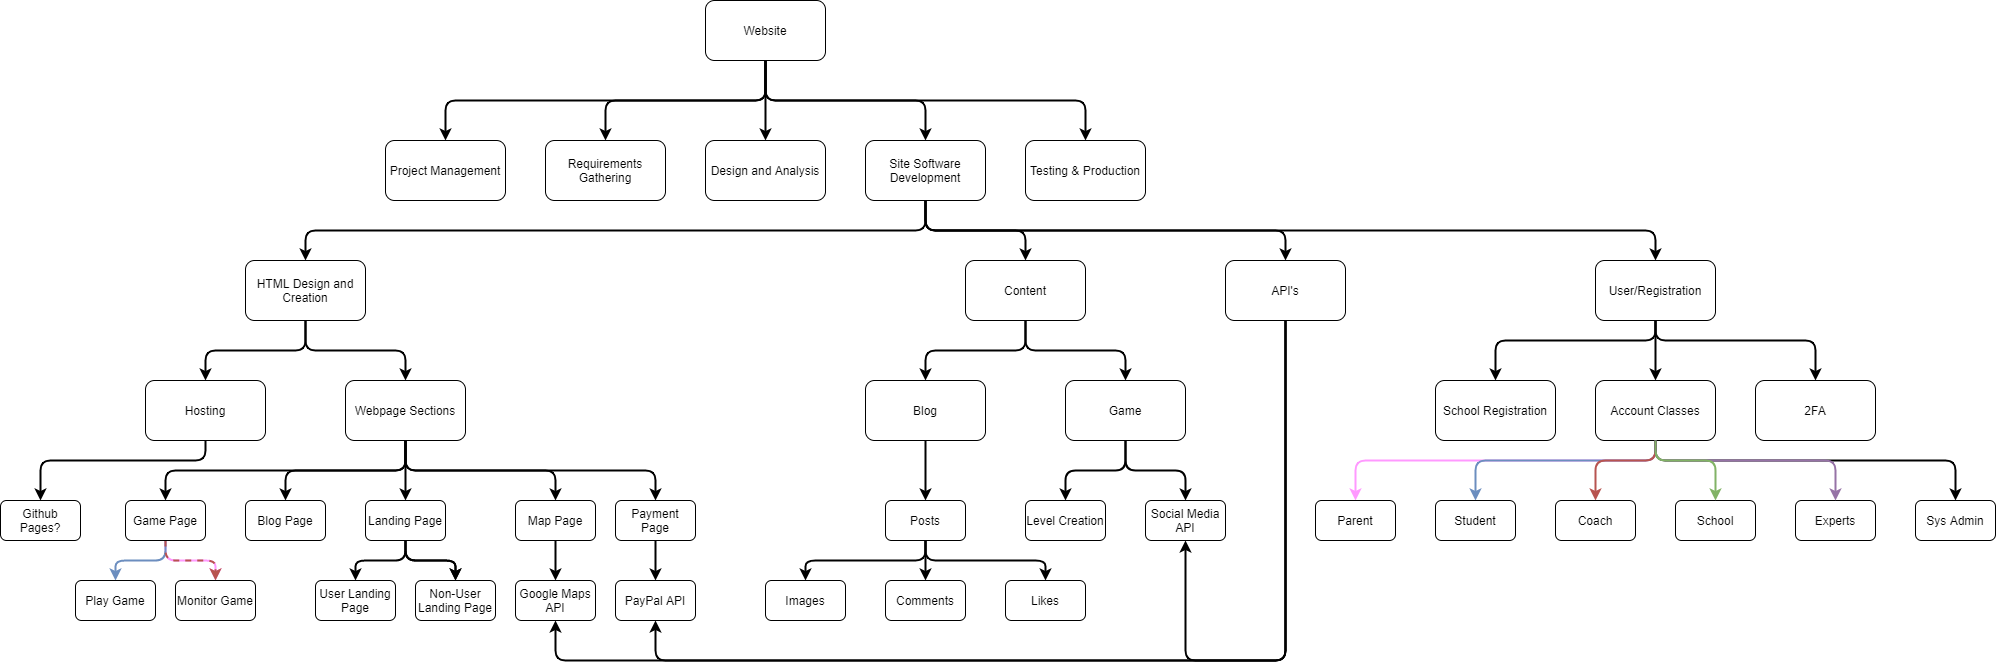 Website
Project Management
Requirements
Gathering
Design and Analysis
Site Software
Development
Testing & Production
HTML Design and
Creation
Content
API's
User/Registration
Hosting
Webpage Sections
Blog
Game
School Registration
Account Classes
2FA
Github
Pages?
Game Page
Blog Page
Landing Page
Map Page
Payment
Page
Posts
Level Creation
Social Media
API
Parent
Student
Coach
School
Experts
Sys Admin
Play Game
Monitor Game
User Landing
Page
Non-User
Landing Page
Google Maps
API
PayPal API
Images
Comments
Likes